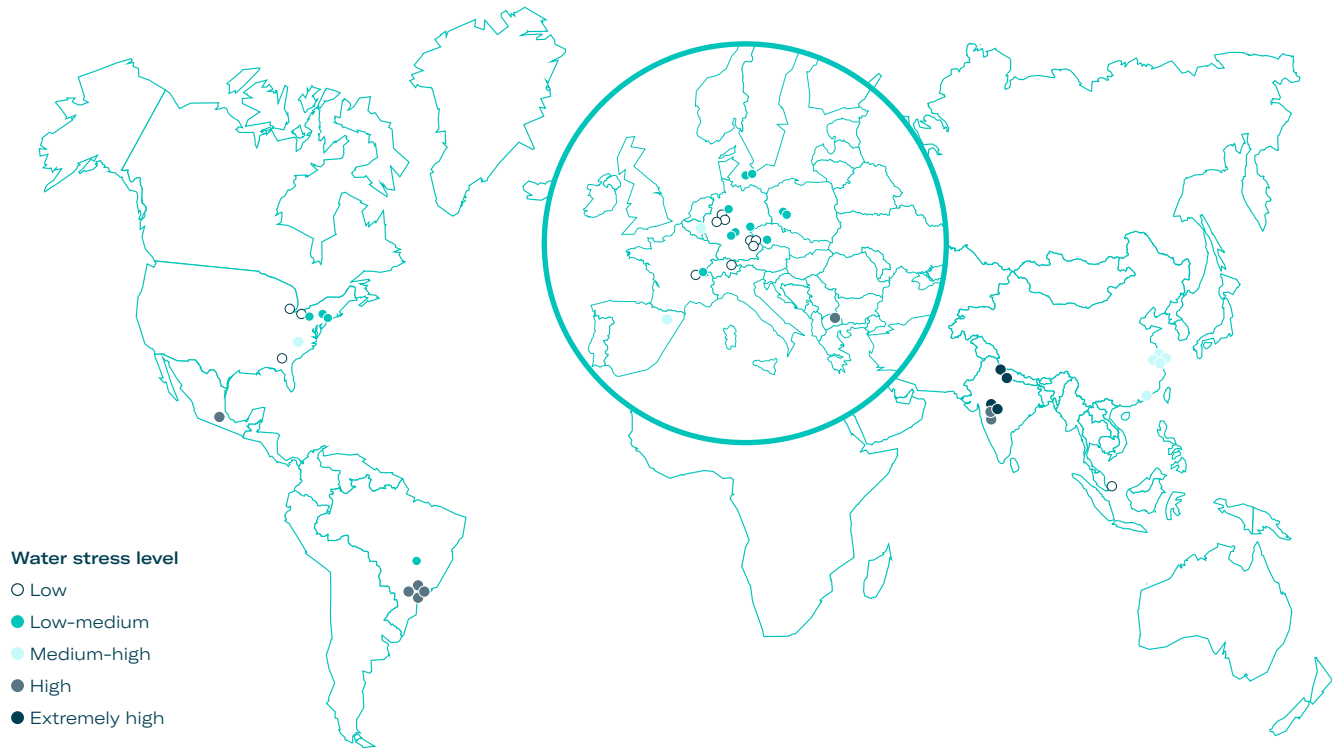 Water stress level
Low
Low-medium
Medium-high
High
Extremely high